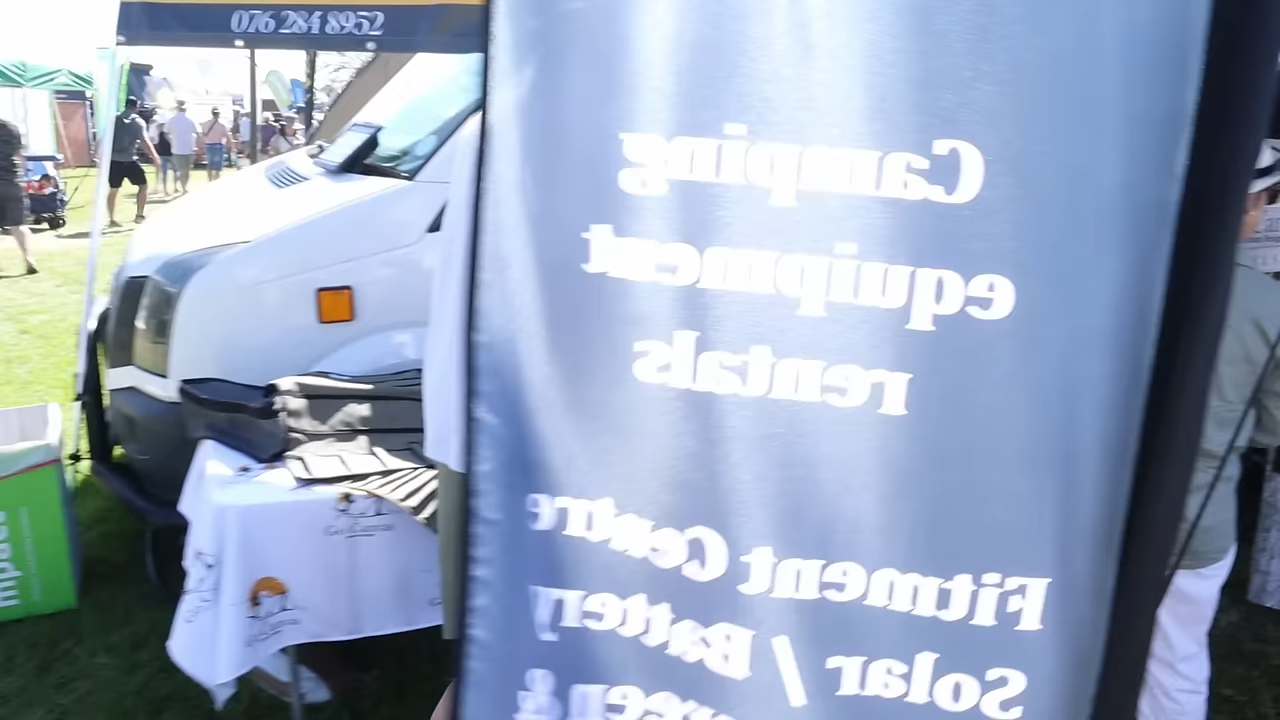 076 284 8952
Camping
equipment
rentals
Fitment Centre
Solar / Battery
&